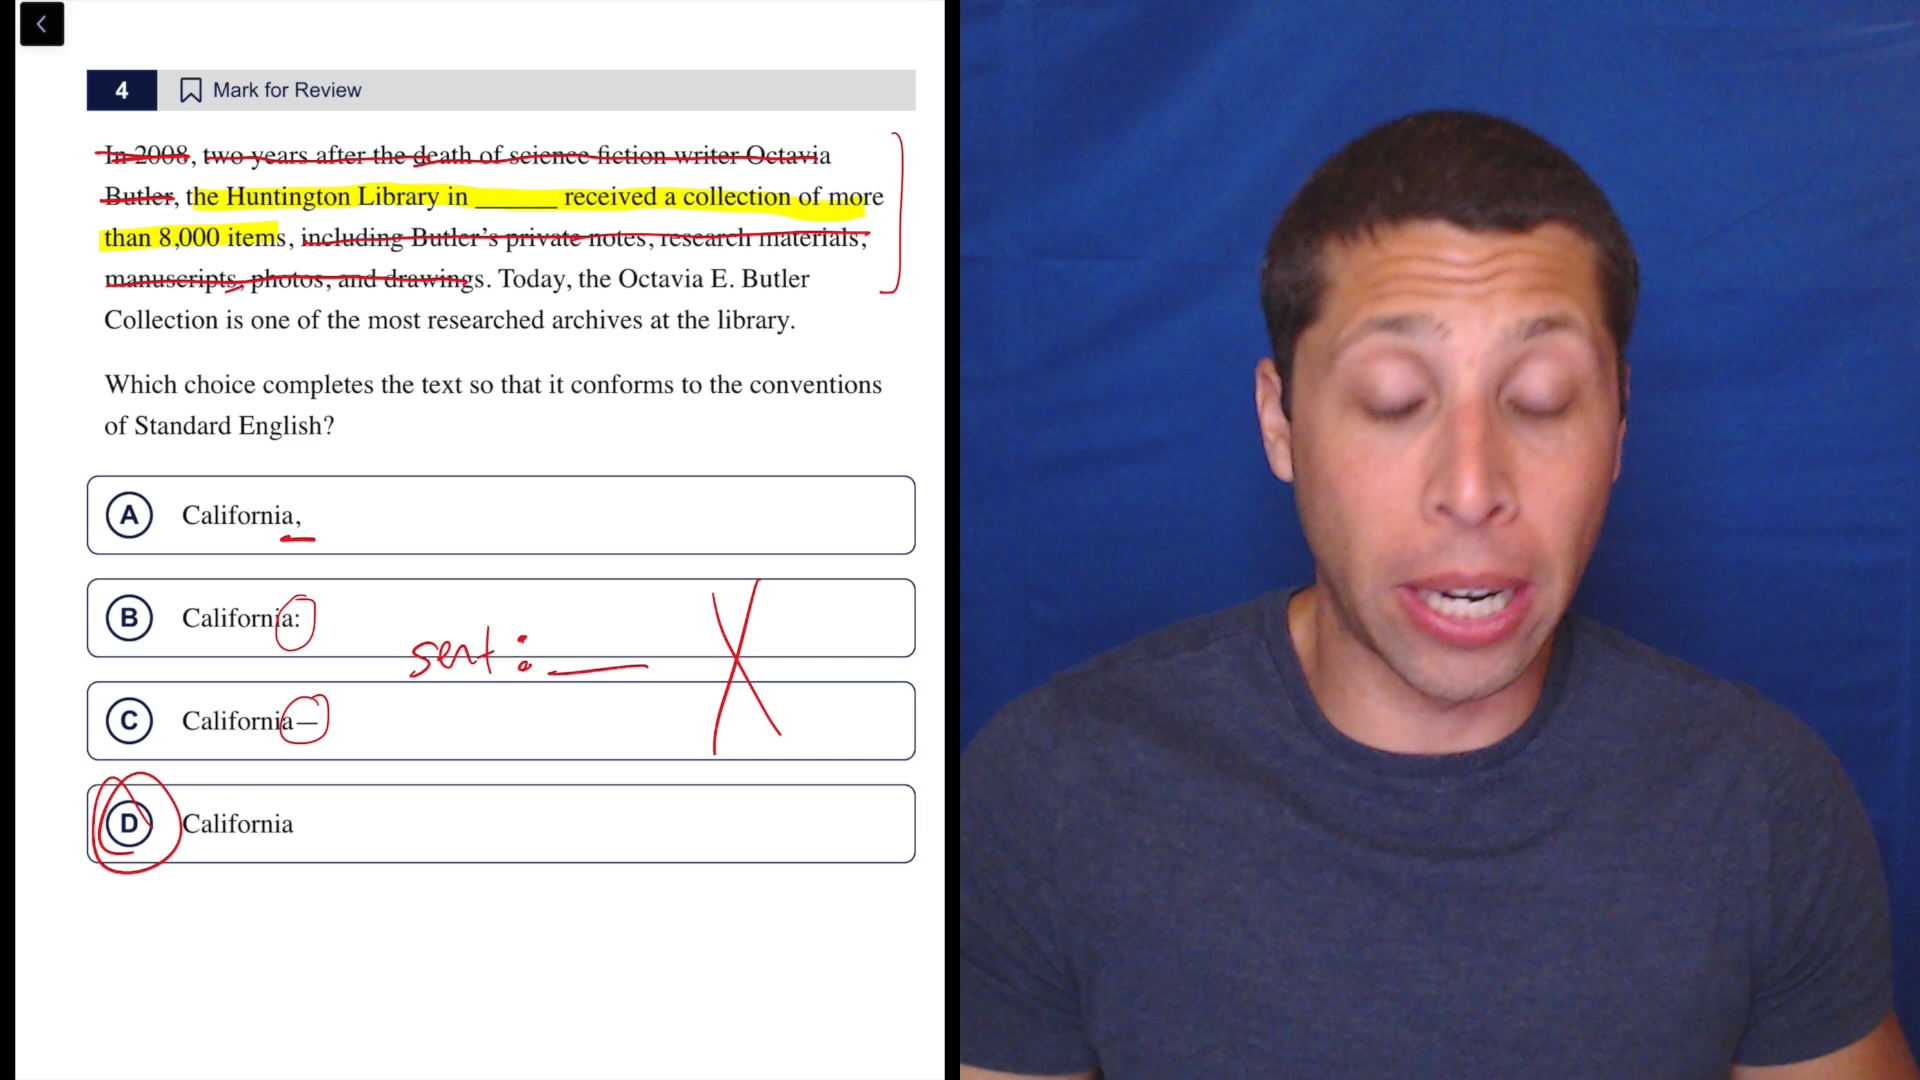 4 Mark for Review
In 2008, two years after the death of science fiction writer Octavia
Butler, the Huntington Library in ______ received a collection of more
than 8,000 items, including Butler's private notes, research materials,
manuscripts, photos, and drawings. Today, the Octavia E. Butler
Collection is one of the most researched archives at the library.
Which choice completes the text so that it conforms to the conventions
of Standard English?
A California,
B California:
sent : ___
C California—
D California